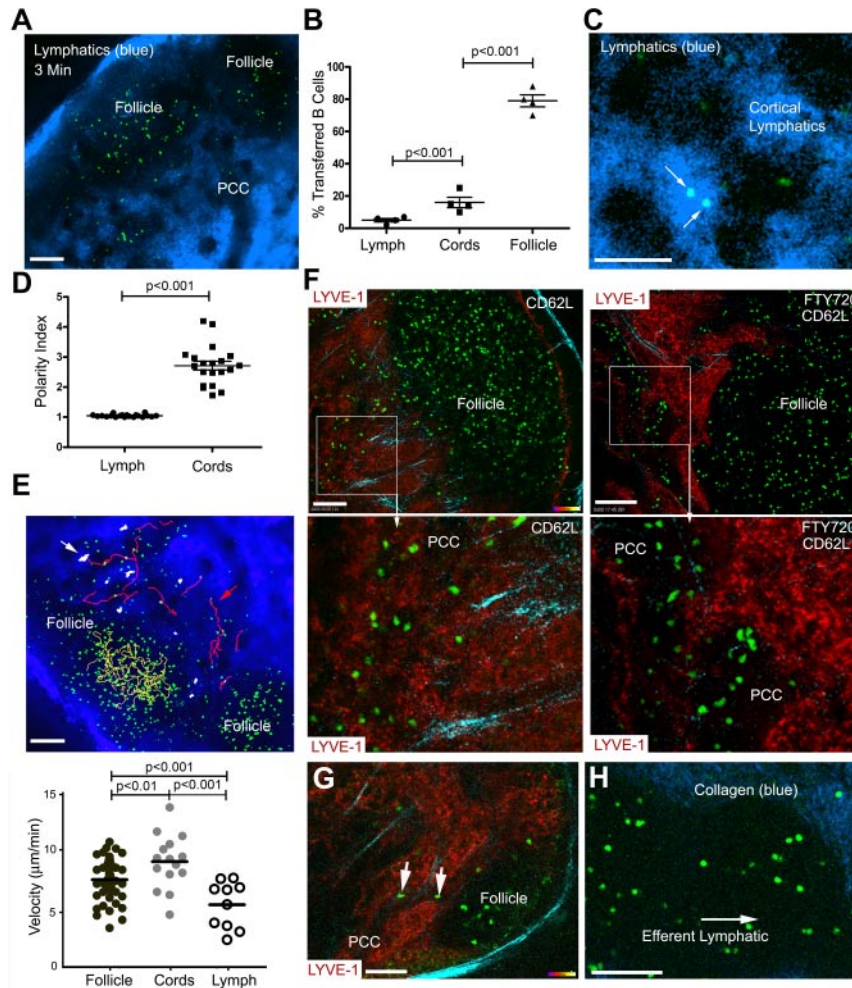 A
Lymphatics (blue)
3 Min
Follicle
Follicle
PCC
B
p<0.001
p<0.001
% Transferred B Cells
100
80
60
40
20
0
Lymph
Cords
Follicle
C
Lymphatics (blue)
Cortical
Lymphatics
D
p<0.001
Polarity Index
5
4
3
2
1
0
Lymph
Cords
E
Follicle
Follicle
p<0.001
p<0.01
p<0.001
Velocity (µm/min)
15
10
5
0
Follicle
Cords
Lymph
F
LYVE-1
CD62L
Follicle
LYVE-1
FTY720
CD62L
Follicle
CD62L
PCC
LYVE-1
FTY720
CD62L
PCC
PCC
LYVE-1
G
Follicle
PCC
LYVE-1
H
Collagen (blue)
Efferent Lymphatic